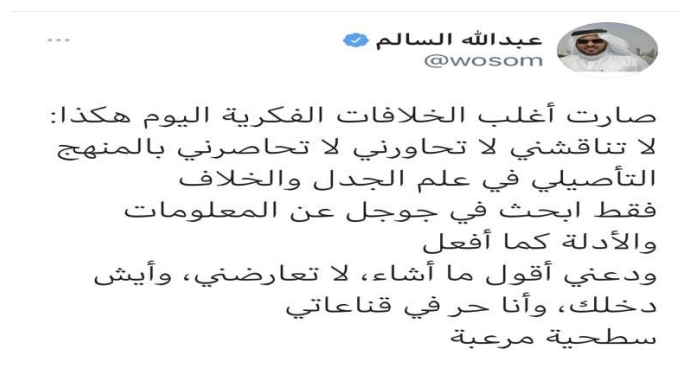 عبدالله السالم
@wosom
صارت أغلب الخلافات الفكرية اليوم هكذا:
لا تناقشني لا تحاورني لا تحاصرني بالمنهج
التأصيلي في علم الجدل والخلاف
فقط ابحث في جوجل عن المعلومات
والأدلة كما أفعل
ودعني أقول ما أشاء، لا تعارضني، وأيش
دخلك، وأنا حر في قناعاتي
سطحية مرعبة